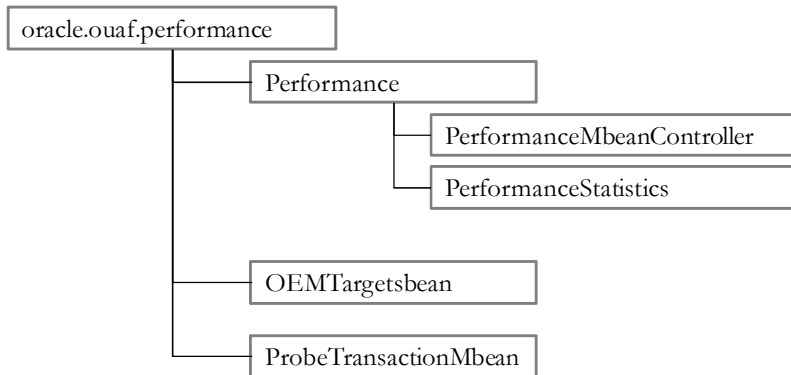 oracle.ouaf.performance
Performance
PerformanceMbeanController
PerformanceStatistics
OEMTargetsbean
ProbeTransactionMbean